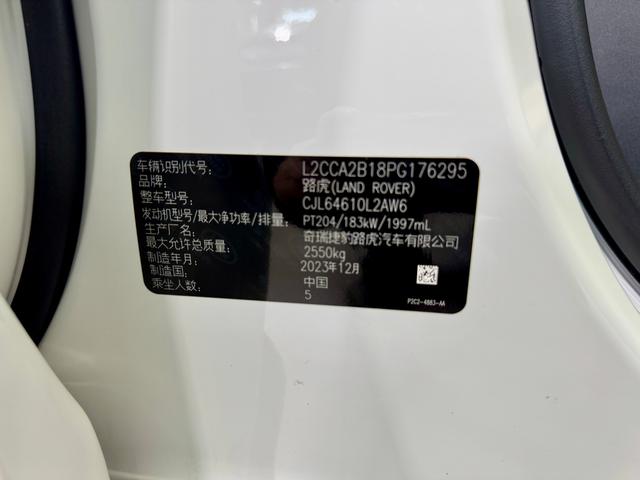 车辆识别代号: L2CCA2B18PG176295
品牌: 路虎(LAND ROVER)
整车型号: CJL64610L2AW6
发动机型号/最大净功率/排量: PT204/183kW/1997mL
生产厂名: 奇瑞捷豹路虎汽车有限公司
最大允许总质量: 2550kg
制造年月: 2023年12月
制造国: 中国
乘坐人数: 5
P2C2-4883-AA